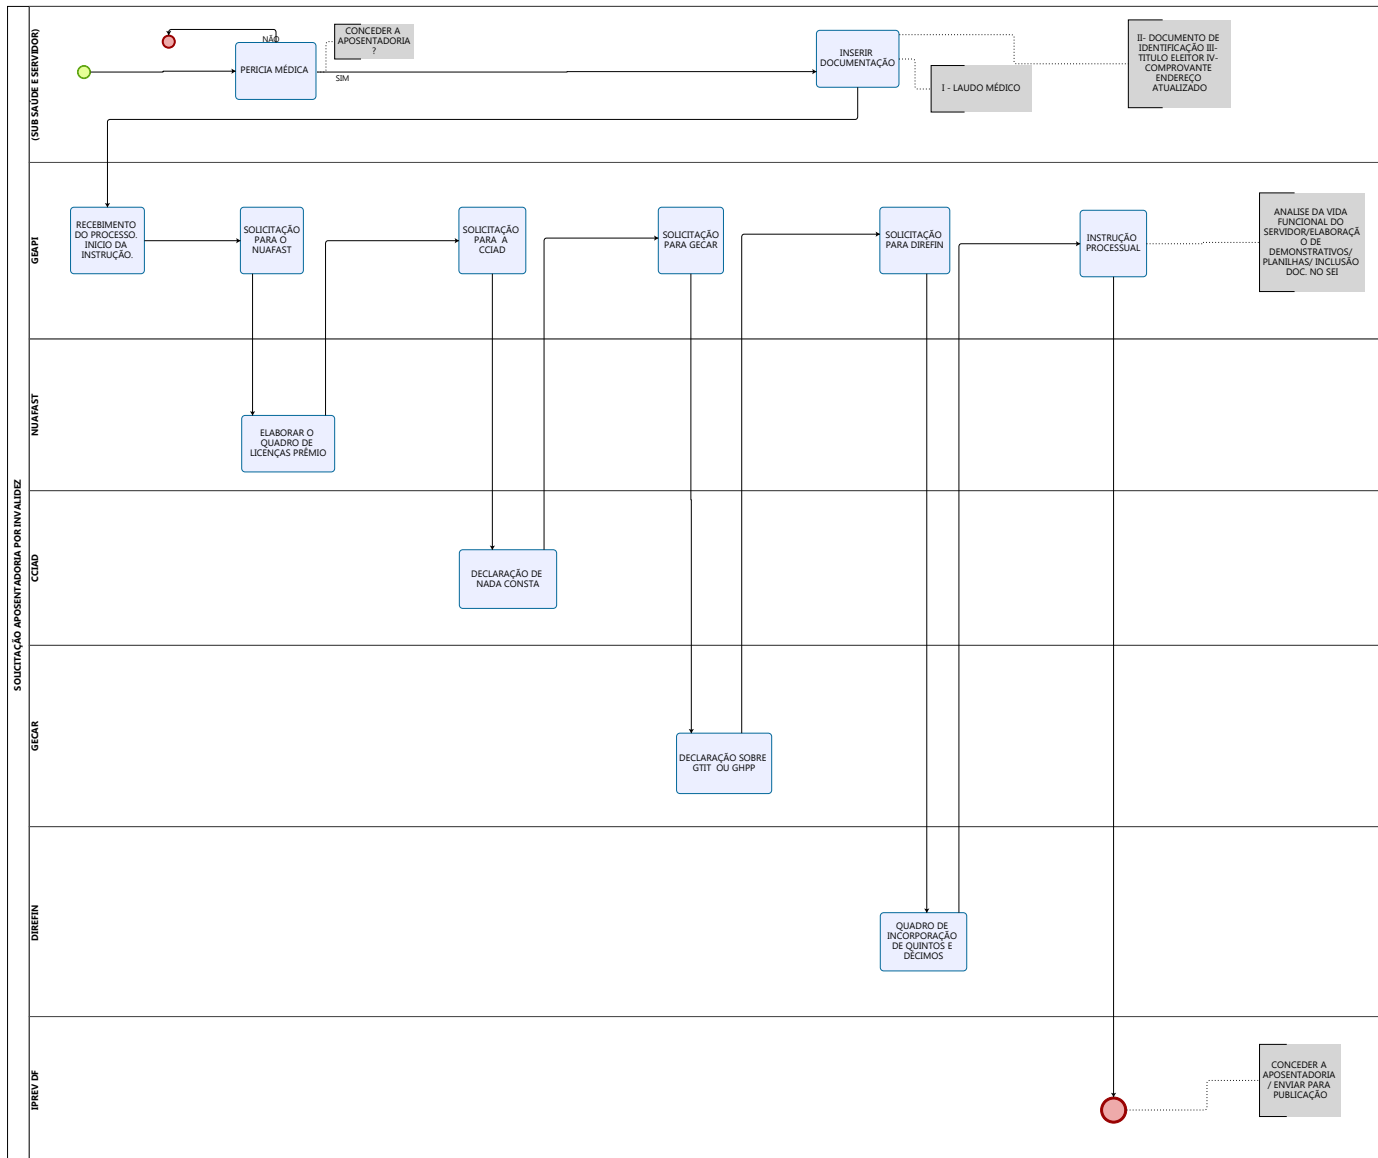 SOLICITAÇÃO APOSENTADORIA POR INVALIDEZ
(SUB SAÚDE E SERVIDOR)
NÃO
PERICIA MÉDICA
CONCEDER A
APOSENTADORIA
?
SIM
INSERIR
DOCUMENTAÇÃO
I - LAUDO MÉDICO
II- DOCUMENTO DE
IDENTIFICAÇÃO III-
TITULO ELEITOR IV-
COMPROVANTE
ENDEREÇO
ATUALIZADO
GEAPI
RECEBIMENTO
DO PROCESSO.
INICIO DA
INSTRUÇÃO.
SOLICITAÇÃO
PARA O
NUAFAST
SOLICITAÇÃO
PARA A
CCIAD
SOLICITAÇÃO
PARA GECAR
SOLICITAÇÃO
PARA DIREFIN
INSTRUÇÃO
PROCESSUAL
ANALISE DA VIDA
FUNCIONAL DO
SERVIDOR/ELABORAÇÃ
O DE
DEMONSTRATIVOS/
PLANILHAS/ INCLUSÃO
DOC. NO SEI
NUAFAST
ELABORAR O
QUADRO DE
LICENÇAS PRÊMIO
CCIAD
DECLARAÇÃO DE
NADA CONSTA
GECAR
DECLARAÇÃO SOBRE
GTIT OU GHPP
DIREFIN
QUADRO DE
INCORPORAÇÃO
DE QUINTOS E
DÉCIMOS
IPREV DF
CONCEDER A
APOSENTADORIA
/ ENVIAR PARA
PUBLICAÇÃO